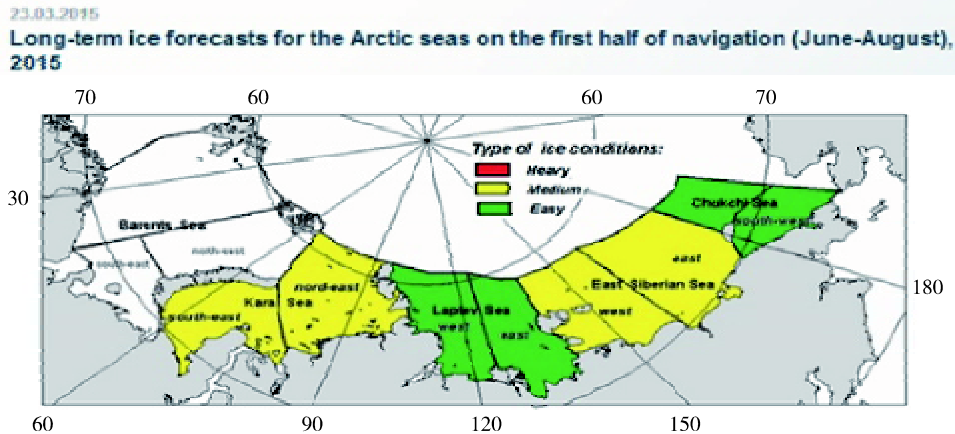 23.03.2015
Long-term ice forecasts for the Arctic seas on the first half of navigation (June-August),
2015
70 60 60 70
Type of ice conditions:
Heavy
Medium
Easy
30
Chukchi Sea
south-west
Barents Sea
north-east
south-east
east
180
north-east
East Siberian Sea
Kara Sea
Laptev Sea
west
south-east
west
east
60 90 120 150